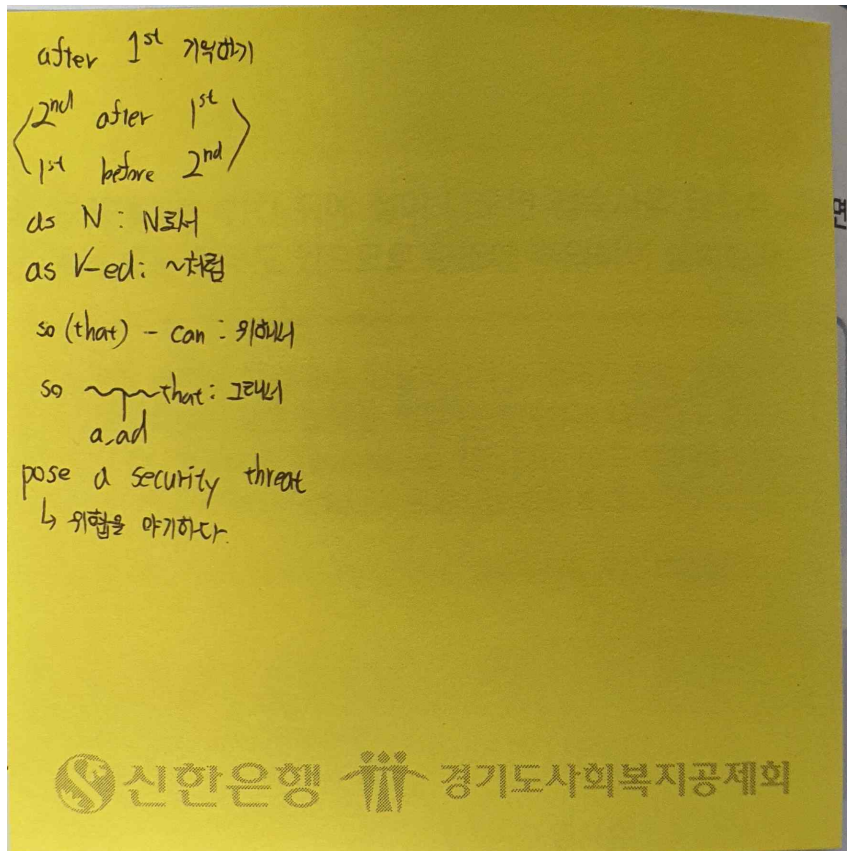 after 1st 기억하기
2nd after 1st
1st before 2nd
as N : N로서
as V-ed : ~처럼
so (that) - can : 위해서
so ~~that : 그래서
a, ad
pose a security threat
↳ 위협을 야기하다.
면
신한은행 경기도사회복지공제회